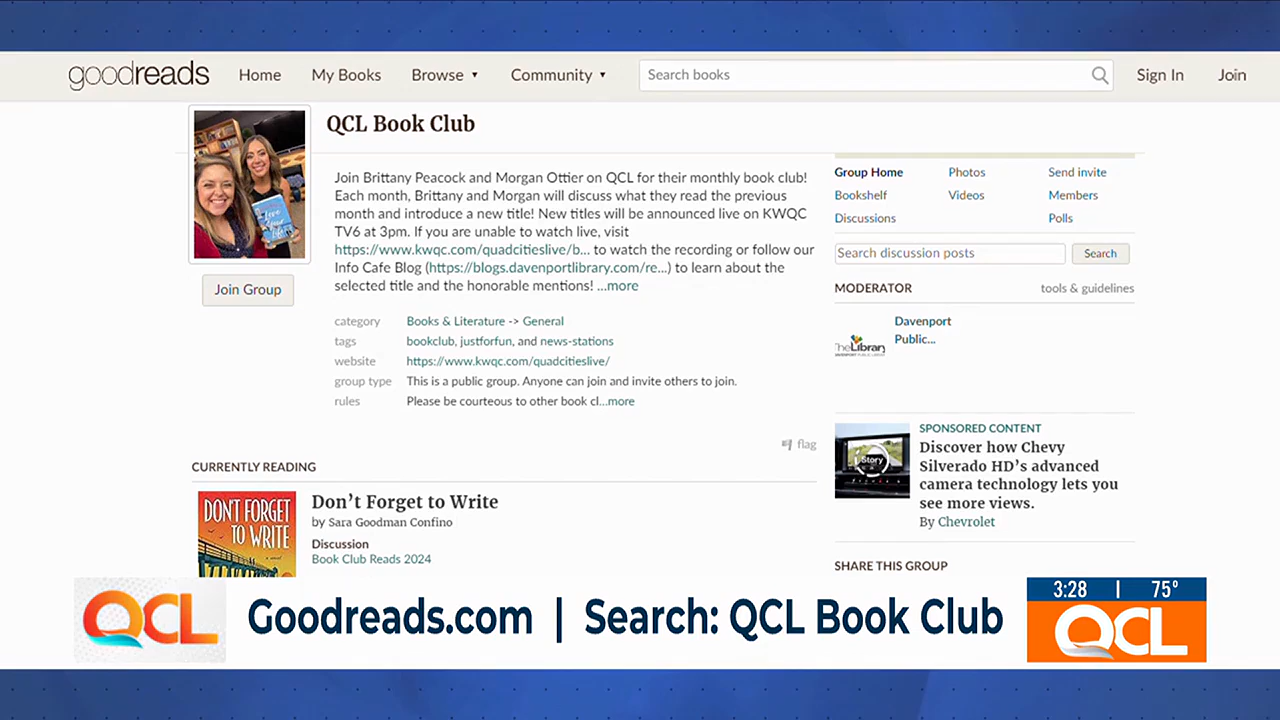 goodreads Home My Books Browse ▾ Community ▾ Search books Sign In Join
QCL Book Club
Join Brittany Peacock and Morgan Ottier on QCL for their monthly book club!
Each month, Brittany and Morgan will discuss what they read the previous
month and introduce a new title! New titles will be announced live on KWQC
TV6 at 3pm. If you are unable to watch live, visit
https://www.kwqc.com/quadcitieslive/b... to watch the recording or follow our
Info Cafe Blog (https://blogs.davenportlibrary.com/re...) to learn about the
selected title and the honorable mentions! ...more
Join Group
category Books & Literature -> General
tags bookclub, justforfun, and news-stations
website https://www.kwqc.com/quadcitieslive/
group type This is a public group. Anyone can join and invite others to join.
rules Please be courteous to other book cl...more
flag
CURRENTLY READING
DON'T FORGET
TO WRITE
a novel
Don't Forget to Write
by Sara Goodman Confino
Discussion
Book Club Reads 2024
Group Home Photos Send invite
Bookshelf Videos Members
Discussions Polls
Search discussion posts Search
MODERATOR tools & guidelines
TheLibrary
DAVENPORT PUBLIC LIBRARY
Davenport
Public...
Story
SPONSORED CONTENT
Discover how Chevy
Silverado HD's advanced
camera technology lets you
see more views.
By Chevrolet
SHARE THIS GROUP
QCL Goodreads.com | Search: QCL Book Club
3:28 | 75°
QCL